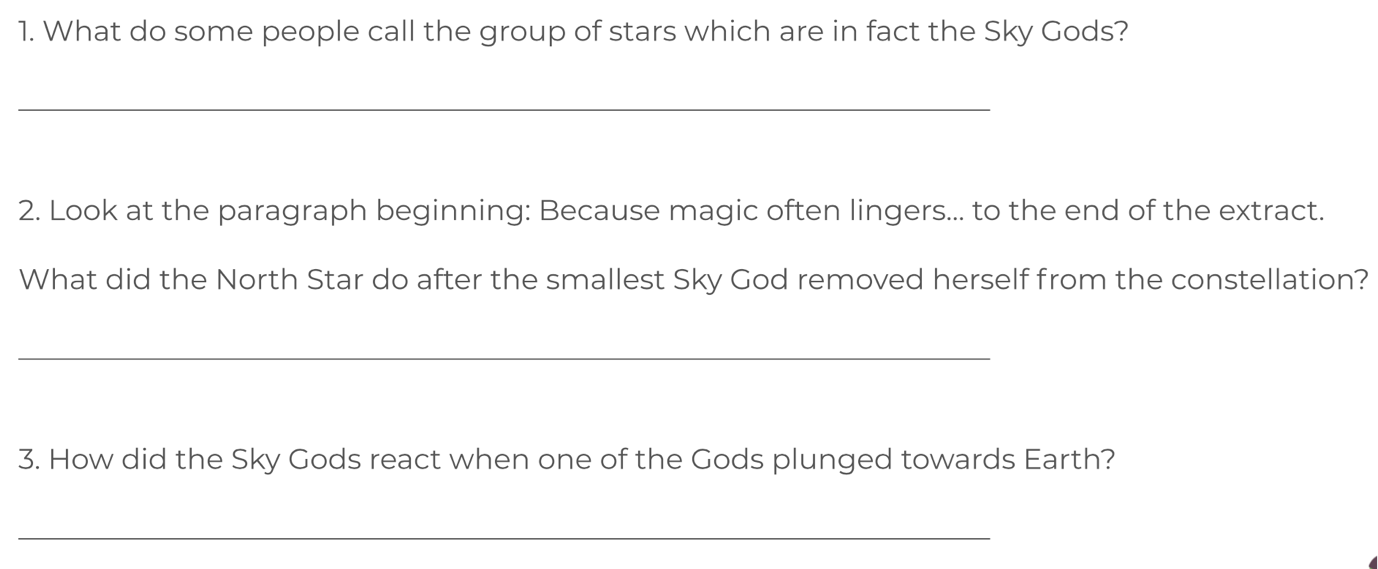 1. What do some people call the group of stars which are in fact the Sky Gods?
2. Look at the paragraph beginning: Because magic often lingers... to the end of the extract.
What did the North Star do after the smallest Sky God removed herself from the constellation?
3. How did the Sky Gods react when one of the Gods plunged towards Earth?